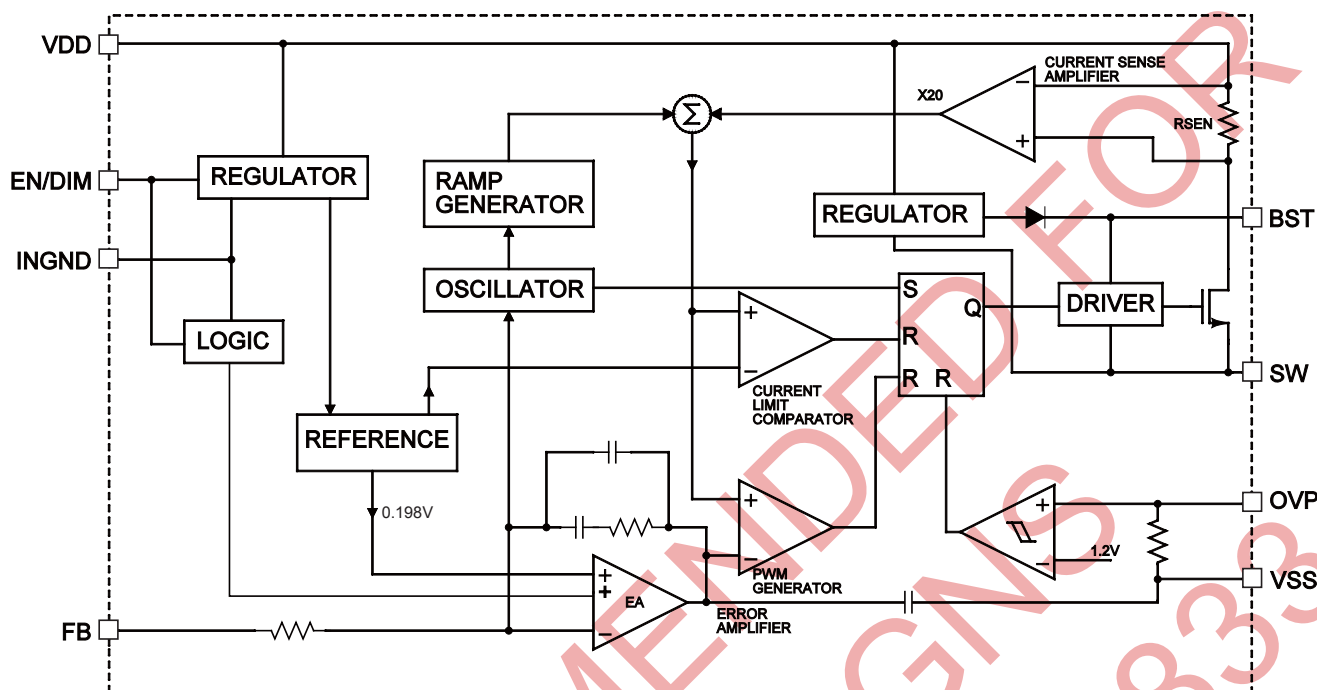 VDD
CURRENT SENSE
AMPLIFIER
X20
Σ
−
+
RSEN
EN/DIM
REGULATOR
RAMP
GENERATOR
REGULATOR
BST
INGND
OSCILLATOR
S
Q
DRIVER
LOGIC
+
−
R
R R
SW
CURRENT
LIMIT
COMPARATOR
REFERENCE
0.198V
+
−
PWM
GENERATOR
+
−
1.2V
OVP
VSS
+
+
−
EA
ERROR
AMPLIFIER
FB
MENDED FOR
GNS
833